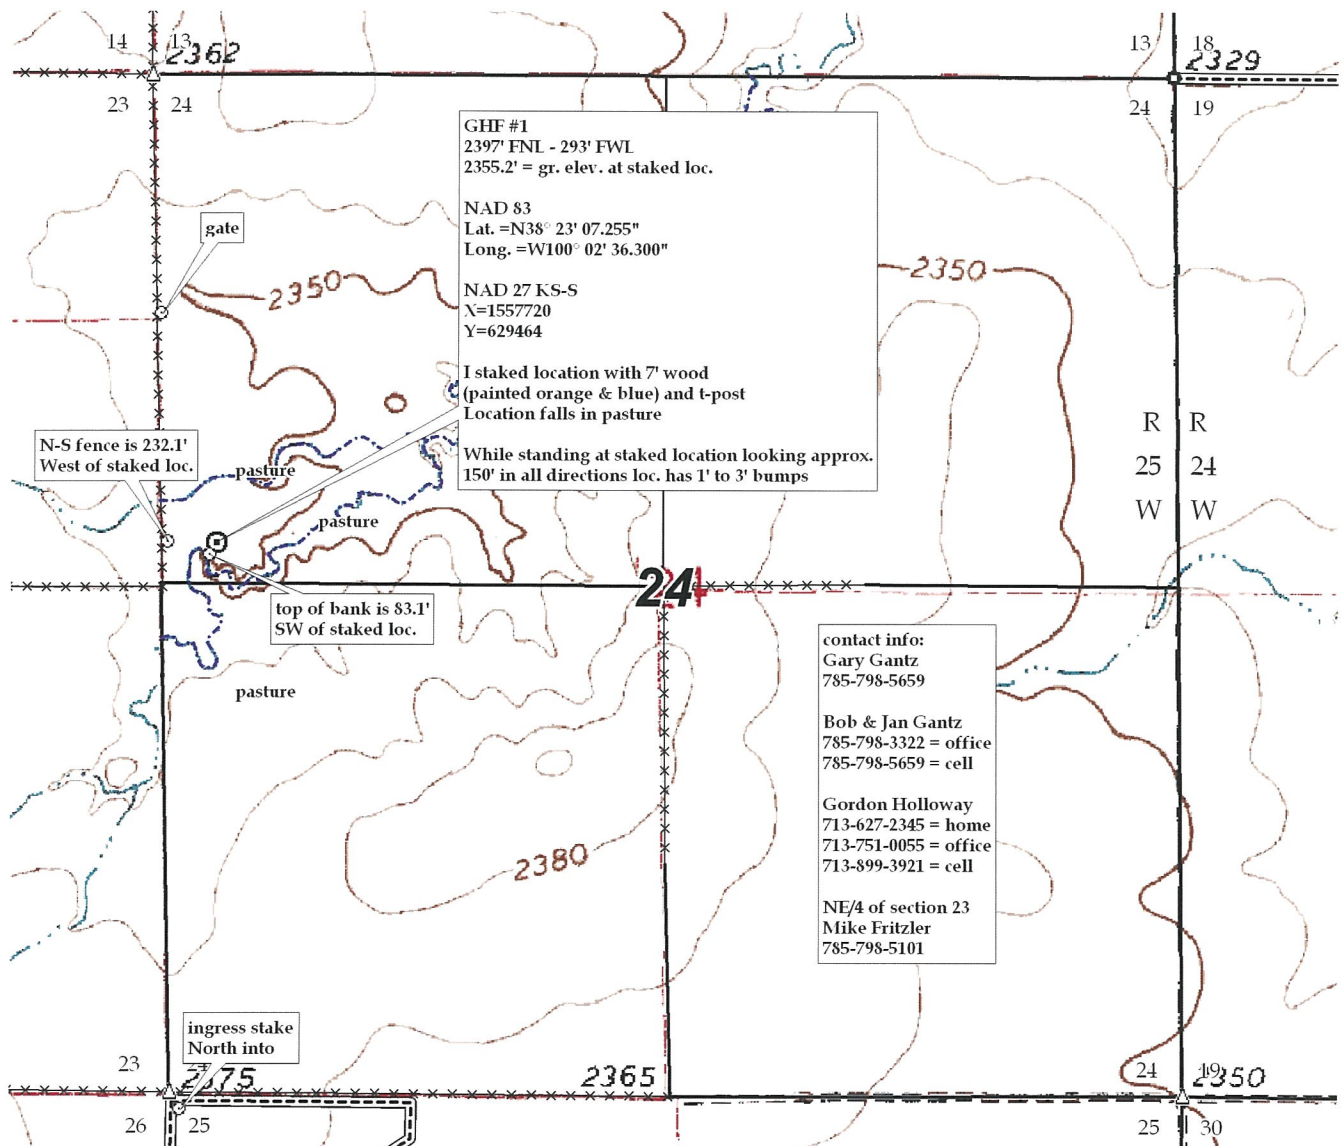 14 13
2362
13 18
2329
23 24
24 19
GHF #1
2397' FNL - 293' FWL
2355.2' = gr. elev. at staked loc.
NAD 83
Lat. =N38° 23' 07.255"
Long. =W100° 02' 36.300"
NAD 27 KS-S
X=1557720
Y=629464
I staked location with 7' wood
(painted orange & blue) and t-post
Location falls in pasture
While standing at staked location looking approx.
150' in all directions loc. has 1' to 3' bumps
gate
2350
2350
R R
25 24
W W
N-S fence is 232.1'
West of staked loc.
pasture
pasture
24
top of bank is 83.1'
SW of staked loc.
pasture
contact info:
Gary Gantz
785-798-5659
Bob & Jan Gantz
785-798-3322 = office
785-798-5659 = cell
Gordon Holloway
713-627-2345 = home
713-751-0055 = office
713-899-3921 = cell
NE/4 of section 23
Mike Fritzler
785-798-5101
2380
ingress stake
North into
23 24
2375
2365
24 19
2350
26 25
25 30